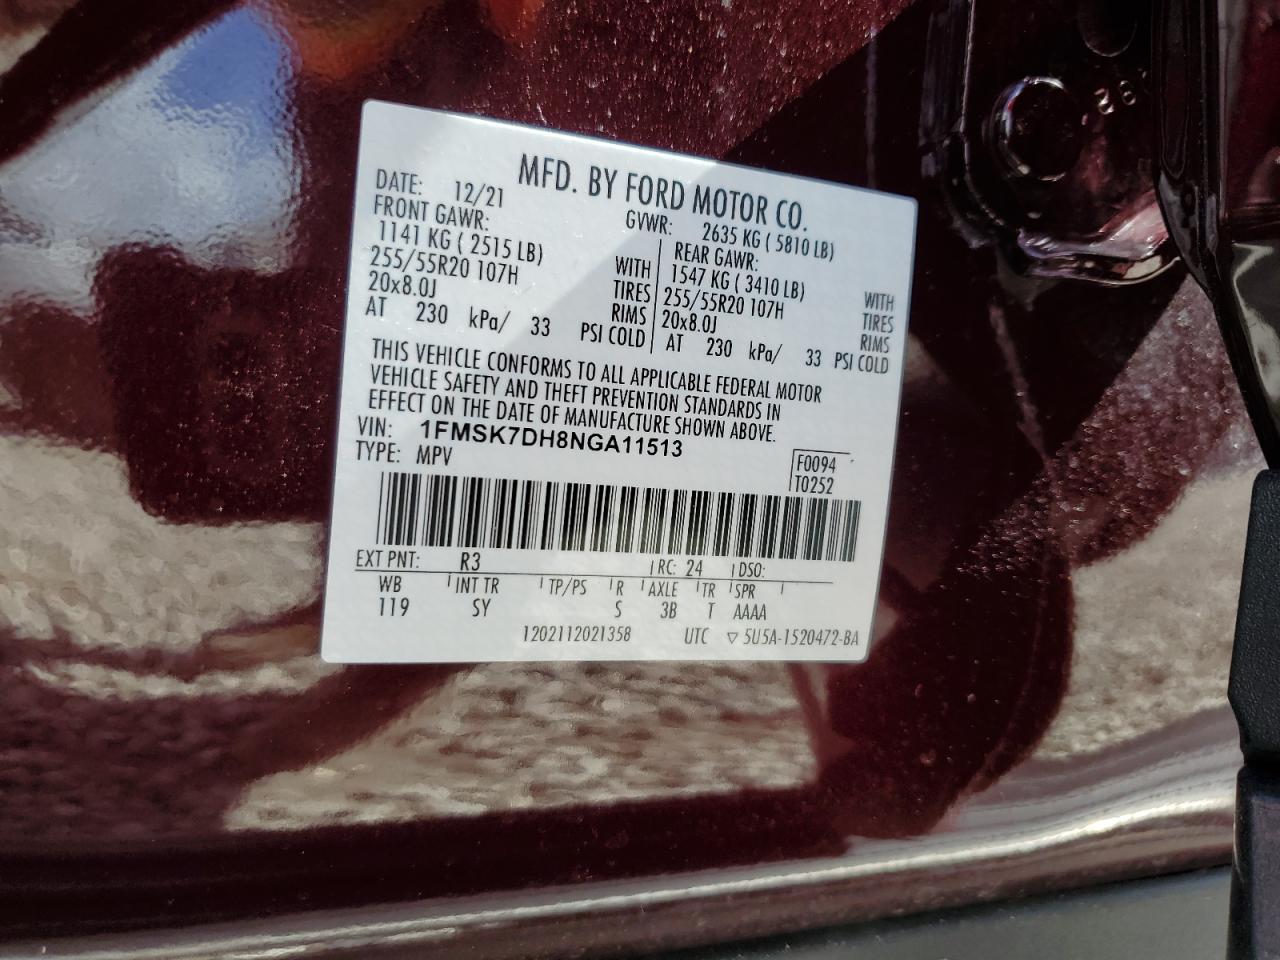 MFD. BY FORD MOTOR CO.
DATE: 12/21 GVWR: 2635 KG ( 5810 LB)
FRONT GAWR: REAR GAWR:
1141 KG ( 2515 LB) WITH 1547 KG ( 3410 LB) WITH
255/55R20 107H TIRES 255/55R20 107H TIRES
20x8.0J RIMS 20x8.0J RIMS
AT 230 kPa/ 33 PSI COLD AT 230 kPa/ 33 PSI COLD
THIS VEHICLE CONFORMS TO ALL APPLICABLE FEDERAL MOTOR
VEHICLE SAFETY AND THEFT PREVENTION STANDARDS IN
EFFECT ON THE DATE OF MANUFACTURE SHOWN ABOVE.
VIN: 1FMSK7DH8NGA11513
TYPE: MPV
F0094
T0252
EXT PNT: R3 RC: 24 DSO:
WB INT TR TP/PS R AXLE TR SPR
119 SY S 3B T AAAA
1202112021358 UTC ▽ 5U5A-1520472-BA